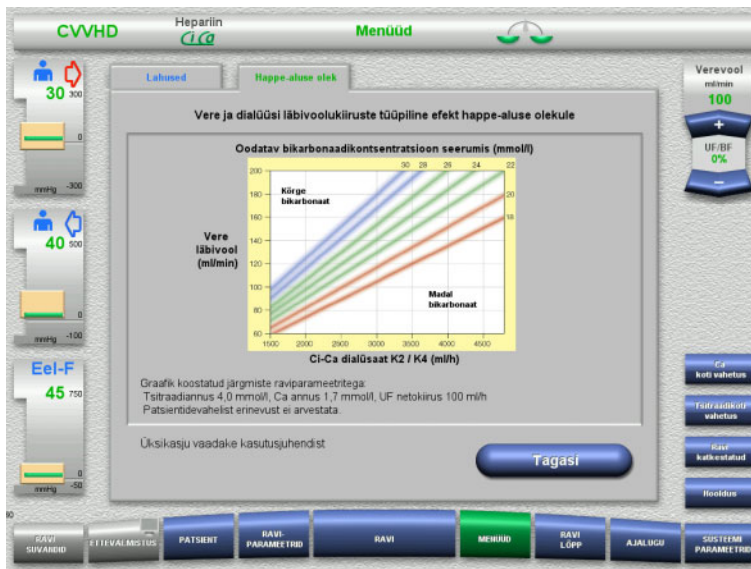 CVVHD
Hepariin
Ci Ca
Menüüd
Lahused
Happe-aluse olek
Verevool
ml/min
100
+
UF/BF
0%
−
30
300
0
mmHg
-300
40
500
0
mmHg
-100
Eel-F
45
750
0
mmHg
-50
Vere ja dialüüsi läbivoolukiiruste tüüpiline efekt happe-aluse olekule
Oodatav bikarbonaadikontsentratsioon seerumis (mmol/l)
30 28 26 24 22
200
180
160
140
120
100
80
60
20
18
Kõrge
bikarbonaat
Vere
läbivool
(ml/min)
Madal
bikarbonaat
1500 2000 2500 3000 3500 4000 4500
Ci-Ca dialüsaat K2 / K4 (ml/h)
Graafik koostatud järgmiste raviparameetritega:
Tsitraadiannus 4,0 mmol/l, Ca annus 1,7 mmol/l, UF netokiirus 100 ml/h
Patsientidevahelist erinevust ei arvestata.
Üksikasju vaadake kasutusjuhendist
Tagasi
Ca
koti vahetus
Tsitraadikoti
vahetus
Ravi
katkestatud
Hooldus
RAVI
SUVANDID
ETTEVALMISTUS
PATSIENT
RAVI-
PARAMEETRID
RAVI
MENÜÜD
RAVI
LÕPP
AJALUGU
SÜSTEEMI
PARAMEETRID